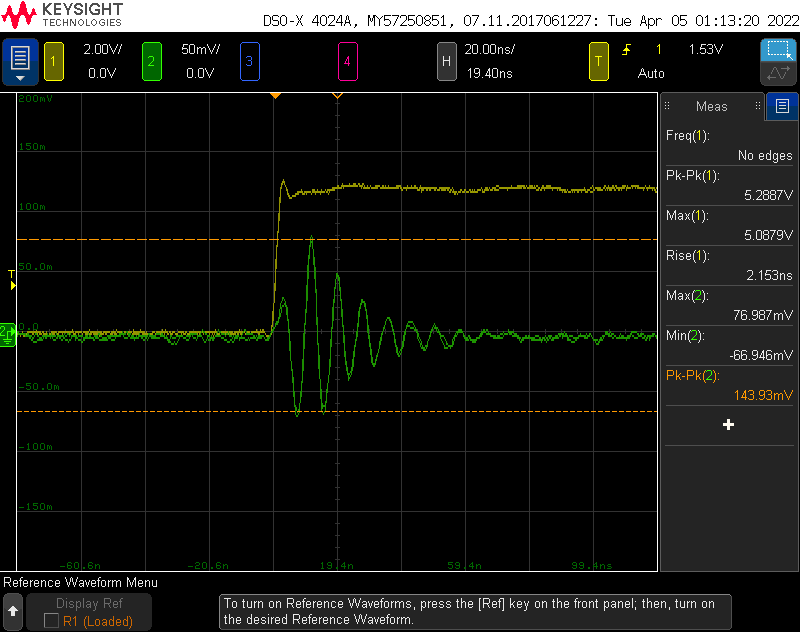 KEYSIGHT
TECHNOLOGIES
DSO-X 4024A, MY57250851, 07.11.2017061227: Tue Apr 05 01:13:20 2022
1 2.00V/ 2 50mV/ 3 4 H 20.00ns/ T 1 1.53V
0.0V 0.0V 19.40ns Auto
200mV
150m
100m
50.0m
0.0
-50.0m
-100m
-150m
T
2
-60.6n -20.6n 19.4n 59.4n 99.4ns
Meas
Freq(1):
No edges
Pk-Pk(1):
5.2887V
Max(1):
5.0879V
Rise(1):
2.153ns
Max(2):
76.987mV
Min(2):
-66.946mV
Pk-Pk(2):
143.93mV
Reference Waveform Menu
Display Ref
R1 (Loaded)
To turn on Reference Waveforms, press the [Ref] key on the front panel; then, turn on
the desired Reference Waveform.